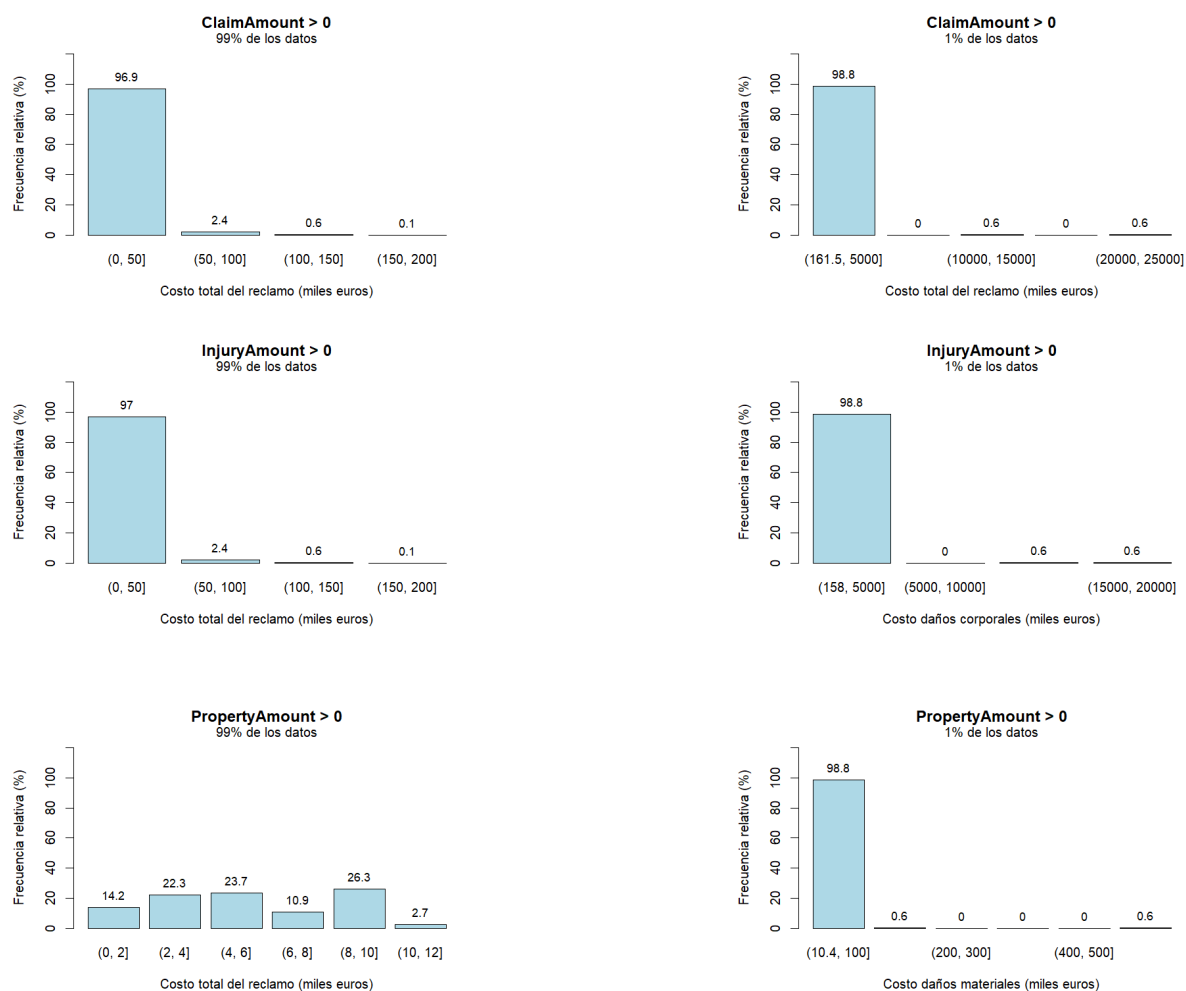 ClaimAmount > 0
99% de los datos
Frecuencia relativa (%)
0 20 40 60 80 100
96.9 2.4 0.6 0.1
(0, 50] (50, 100] (100, 150] (150, 200]
Costo total del reclamo (miles euros)
ClaimAmount > 0
1% de los datos
Frecuencia relativa (%)
0 20 40 60 80 100
98.8 0 0.6 0 0.6
(161.5, 5000] (10000, 15000] (20000, 25000]
Costo total del reclamo (miles euros)
InjuryAmount > 0
99% de los datos
Frecuencia relativa (%)
0 20 40 60 80 100
97 2.4 0.6 0.1
(0, 50] (50, 100] (100, 150] (150, 200]
Costo total del reclamo (miles euros)
InjuryAmount > 0
1% de los datos
Frecuencia relativa (%)
0 20 40 60 80 100
98.8 0 0.6 0.6
(158, 5000] (5000, 10000] (15000, 20000]
Costo daños corporales (miles euros)
PropertyAmount > 0
99% de los datos
Frecuencia relativa (%)
0 20 40 60 80 100
14.2 22.3 23.7 10.9 26.3 2.7
(0, 2] (2, 4] (4, 6] (6, 8] (8, 10] (10, 12]
Costo total del reclamo (miles euros)
PropertyAmount > 0
1% de los datos
Frecuencia relativa (%)
0 20 40 60 80 100
98.8 0.6 0 0 0 0.6
(10.4, 100] (200, 300] (400, 500]
Costo daños materiales (miles euros)